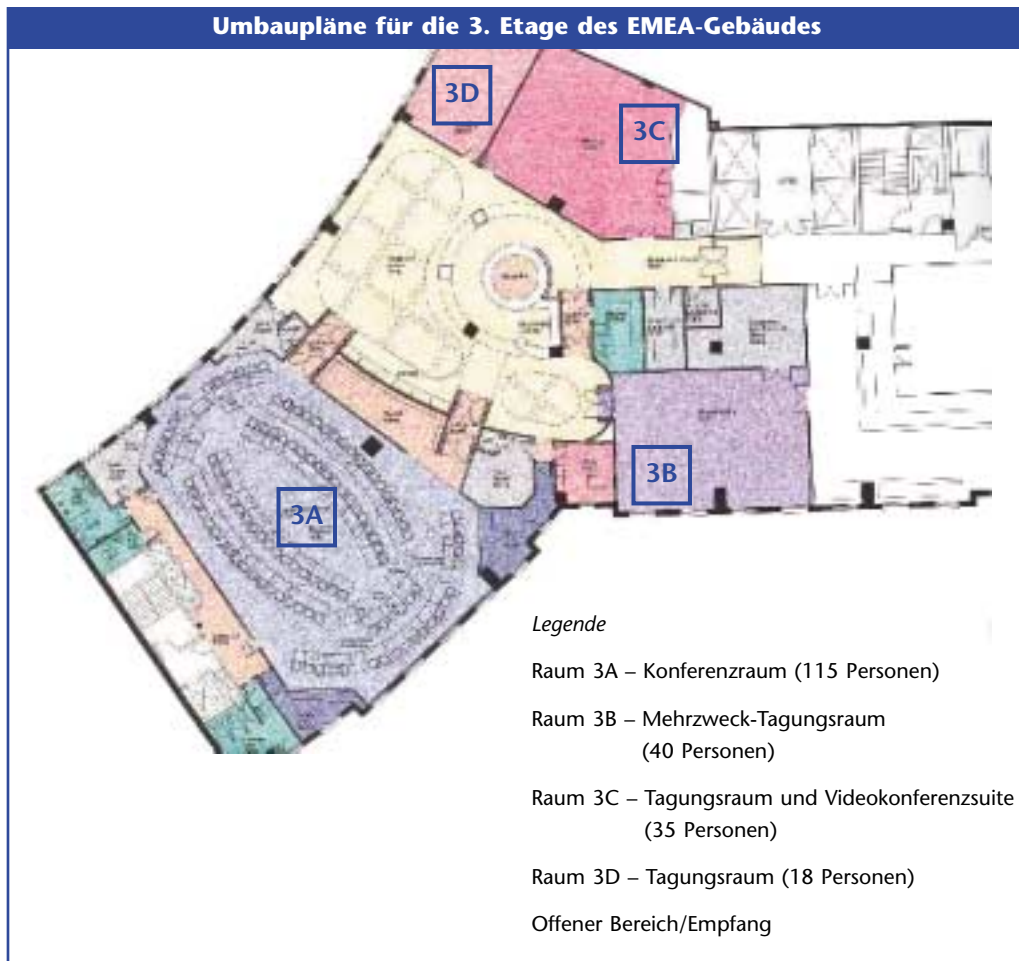 Umbaupläne für die 3. Etage des EMEA-Gebäudes
3D
3C
3B
3A
Legende
Raum 3A – Konferenzraum (115 Personen)
Raum 3B – Mehrzweck-Tagungsraum
(40 Personen)
Raum 3C – Tagungsraum und Videokonferenzsuite
(35 Personen)
Raum 3D – Tagungsraum (18 Personen)
Offener Bereich/Empfang